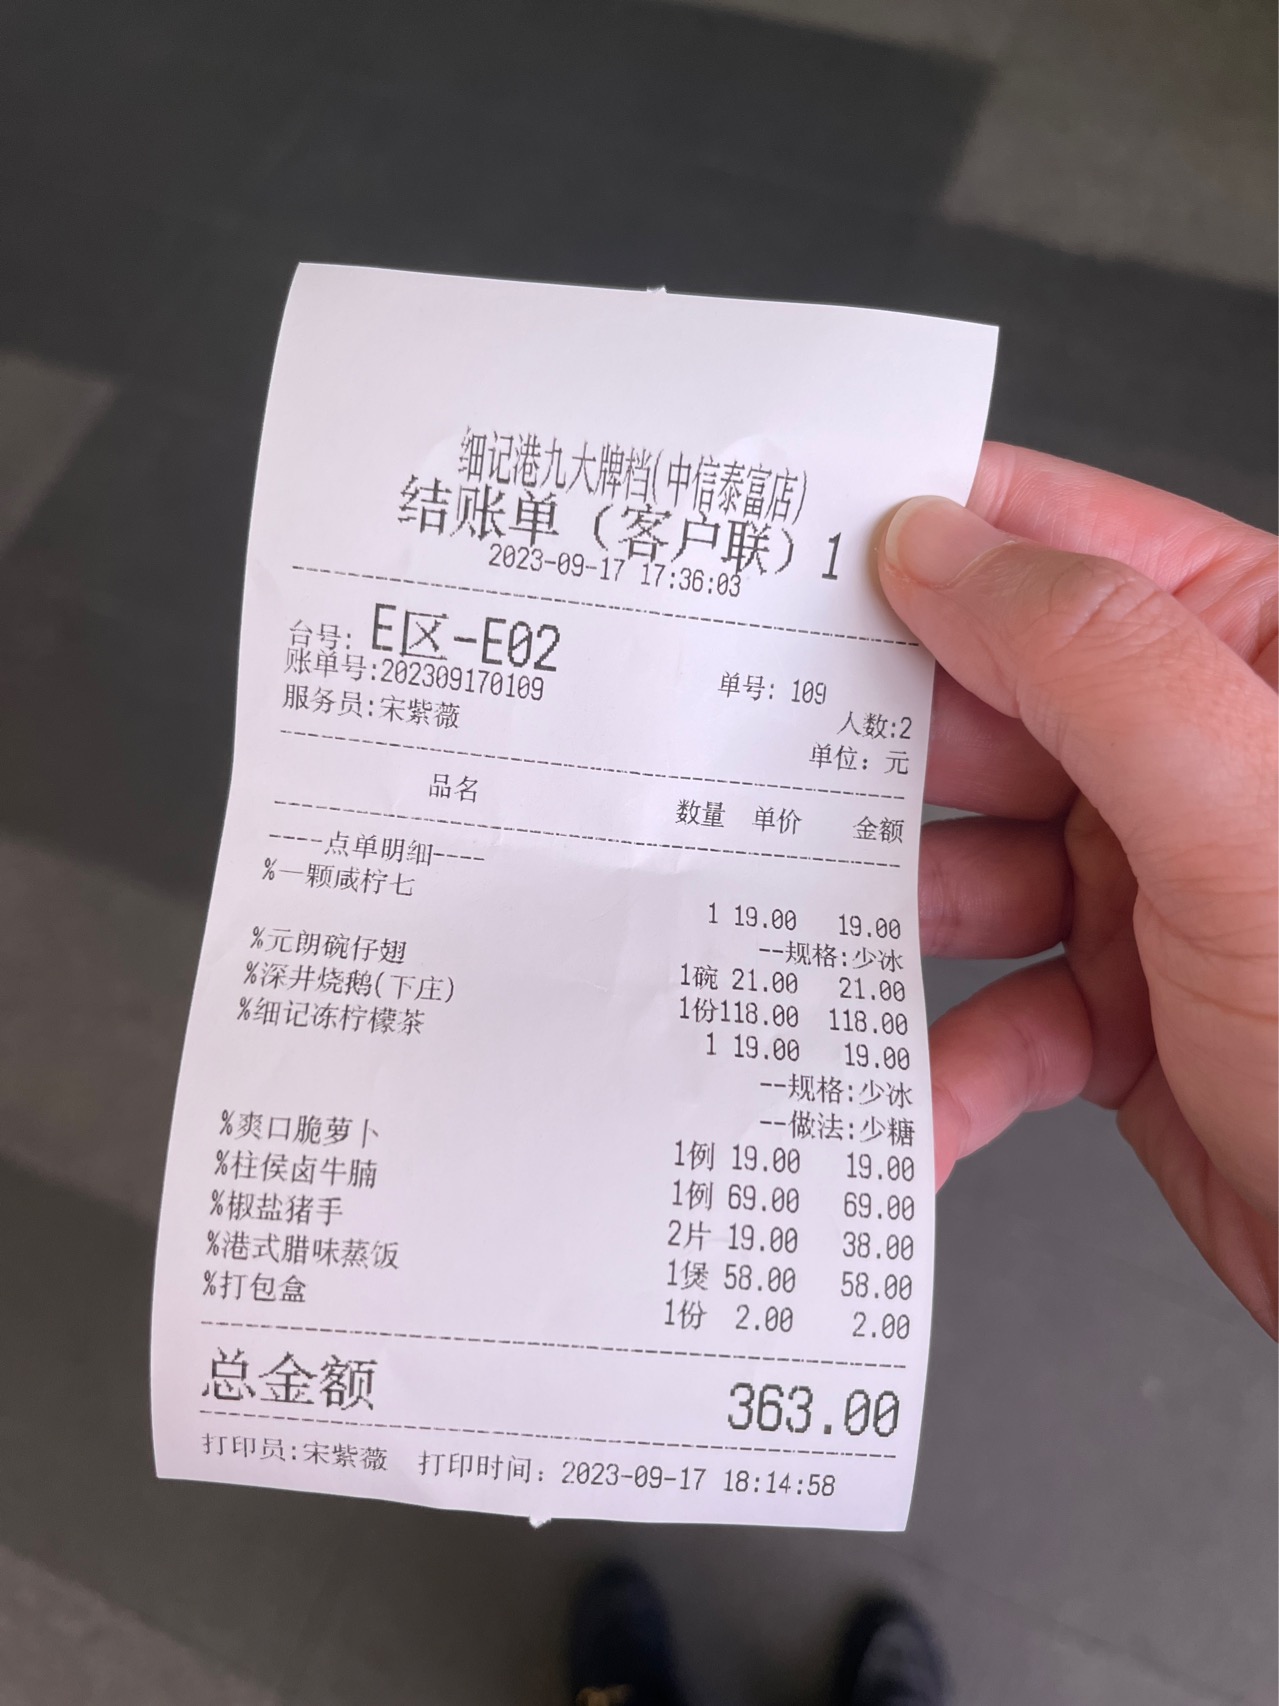 细记港九大牌档(中信泰富店)
结账单（客户联）1
2023-09-17 17:36:03
台号: E区-E02
账单号:202309170109 单号: 109
服务员:宋紫薇 人数:2
单位: 元
品名 数量 单价 金额
----点单明细----
%一颗咸柠七
1 19.00 19.00
--规格:少冰
%元朗碗仔翅 1碗 21.00 21.00
%深井烧鹅(下庄) 1份118.00 118.00
%细记冻柠檬茶 1 19.00 19.00
--规格:少冰
--做法:少糖
%爽口脆萝卜 1例 19.00 19.00
%柱侯卤牛腩 1例 69.00 69.00
%椒盐猪手 2片 19.00 38.00
%港式腊味蒸饭 1煲 58.00 58.00
%打包盒 1份 2.00 2.00
总金额 363.00
打印员:宋紫薇 打印时间: 2023-09-17 18:14:58